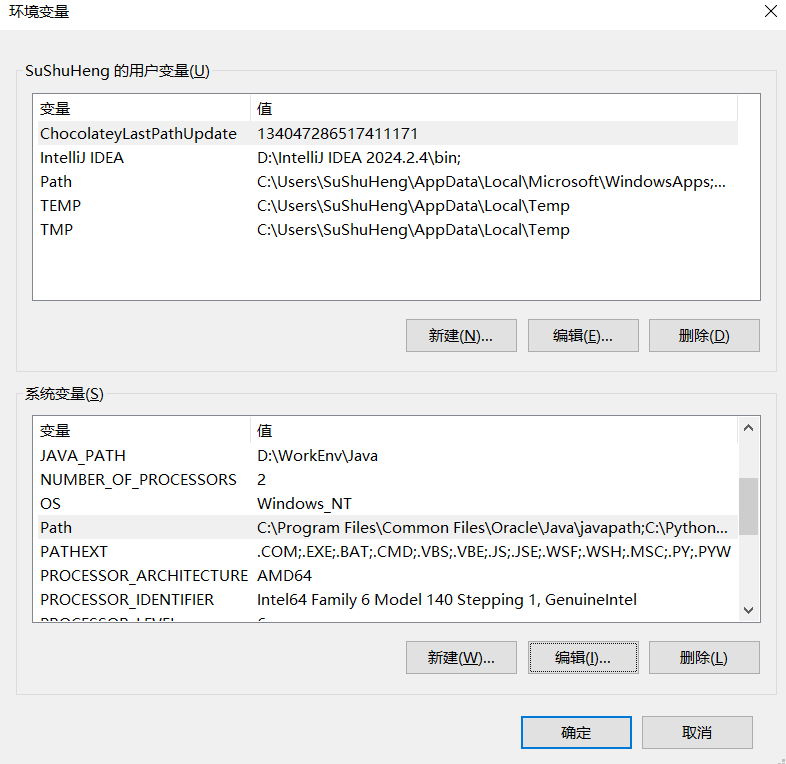 环境变量
SuShuHeng 的用户变量(U)
变量 值
ChocolateyLastPathUpdate 134047286517411171
IntelliJ IDEA D:\IntelliJ IDEA 2024.2.4\bin;
Path C:\Users\SuShuHeng\AppData\Local\Microsoft\WindowsApps;...
TEMP C:\Users\SuShuHeng\AppData\Local\Temp
TMP C:\Users\SuShuHeng\AppData\Local\Temp
新建(N)... 编辑(E)... 删除(D)
系统变量(S)
变量 值
JAVA_PATH D:\WorkEnv\Java
NUMBER_OF_PROCESSORS 2
OS Windows_NT
Path C:\Program Files\Common Files\Oracle\Java\javapath;C:\Python...
PATHEXT .COM;.EXE;.BAT;.CMD;.VBS;.VBE;.JS;.JSE;.WSF;.WSH;.MSC;.PY;.PYW
PROCESSOR_ARCHITECTURE AMD64
PROCESSOR_IDENTIFIER Intel64 Family 6 Model 140 Stepping 1, GenuineIntel
新建(W)... 编辑(I)... 删除(L)
确定 取消